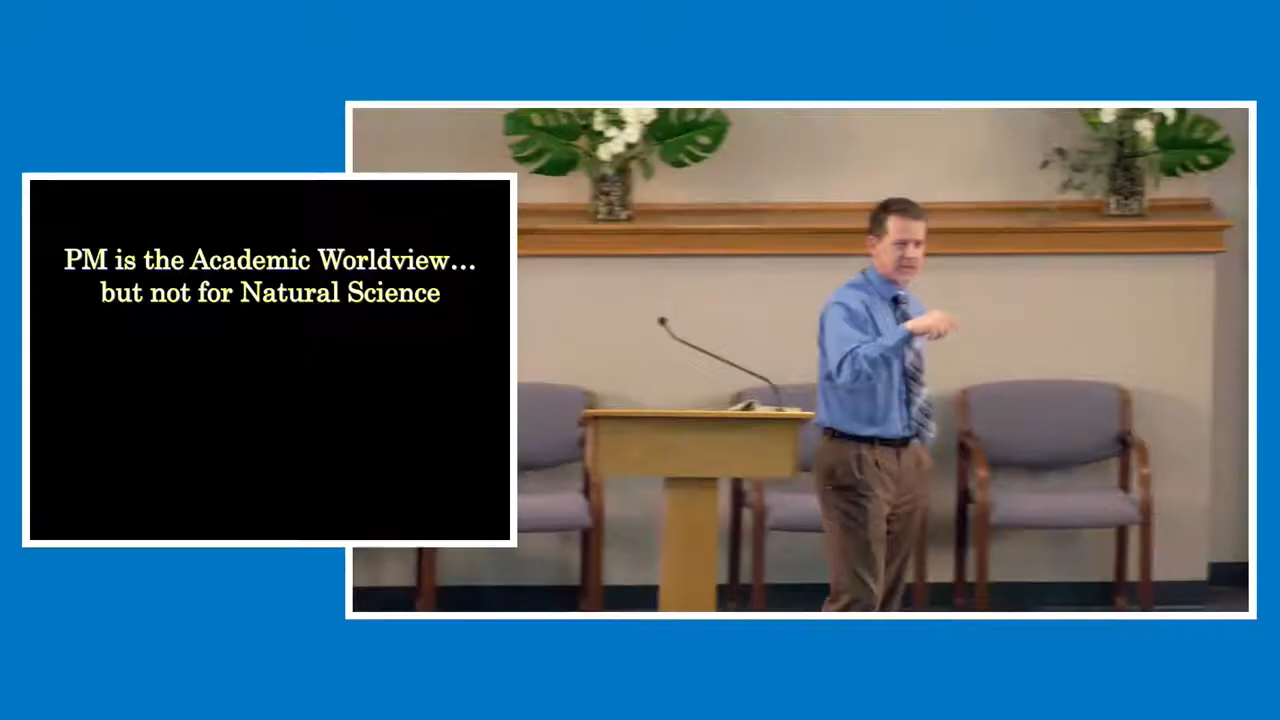 PM is the Academic Worldview…
but not for Natural Science